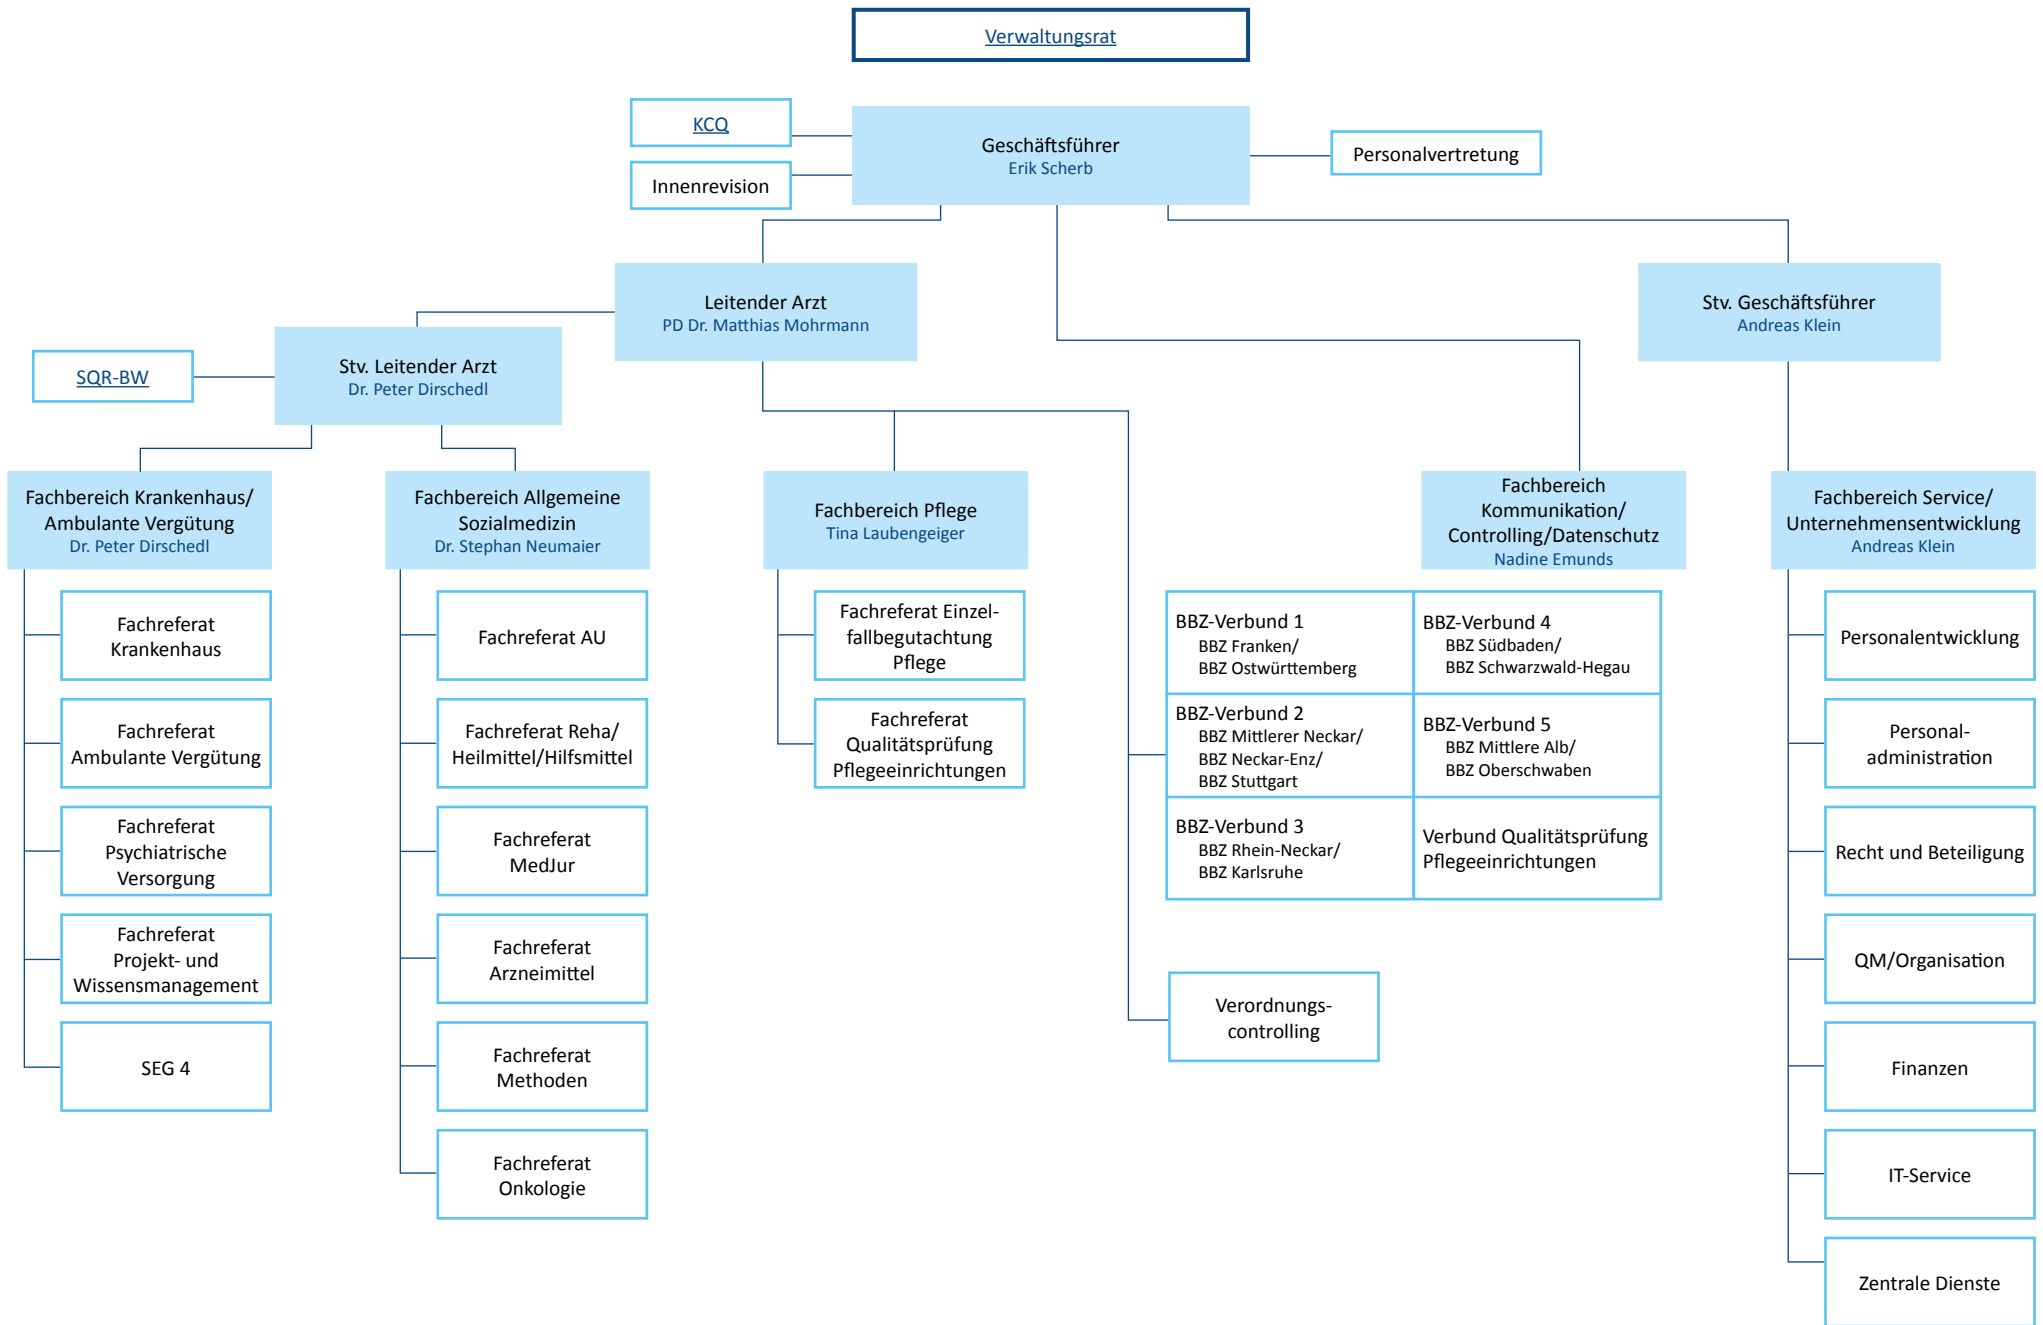 Verwaltungsrat
KCQ
Innenrevision
Geschäftsführer
Erik Scherb
Personalvertretung
Leitender Arzt
PD Dr. Matthias Mohrmann
Stv. Geschäftsführer
Andreas Klein
SQR-BW
Stv. Leitender Arzt
Dr. Peter Dirschedl
Fachbereich Krankenhaus/
Ambulante Vergütung
Dr. Peter Dirschedl
Fachbereich Allgemeine
Sozialmedizin
Dr. Stephan Neumaier
Fachbereich Pflege
Tina Laubengeiger
Fachbereich
Kommunikation/
Controlling/Datenschutz
Nadine Emunds
Fachbereich Service/
Unternehmensentwicklung
Andreas Klein
Fachreferat
Krankenhaus
Fachreferat
Ambulante Vergütung
Fachreferat
Psychiatrische
Versorgung
Fachreferat
Projekt- und
Wissensmanagement
SEG 4
Fachreferat AU
Fachreferat Reha/
Heilmittel/Hilfsmittel
Fachreferat
MedJur
Fachreferat
Arzneimittel
Fachreferat
Methoden
Fachreferat
Onkologie
Fachreferat Einzel-
fallbegutachtung
Pflege
Fachreferat
Qualitätsprüfung
Pflegeeinrichtungen
BBZ-Verbund 1
BBZ Franken/
BBZ Ostwürttemberg
BBZ-Verbund 2
BBZ Mittlerer Neckar/
BBZ Neckar-Enz/
BBZ Stuttgart
BBZ-Verbund 3
BBZ Rhein-Neckar/
BBZ Karlsruhe
BBZ-Verbund 4
BBZ Südbaden/
BBZ Schwarzwald-Hegau
BBZ-Verbund 5
BBZ Mittlere Alb/
BBZ Oberschwaben
Verbund Qualitätsprüfung
Pflegeeinrichtungen
Verordnungs-
controlling
Personalentwicklung
Personal-
administration
Recht und Beteiligung
QM/Organisation
Finanzen
IT-Service
Zentrale Dienste